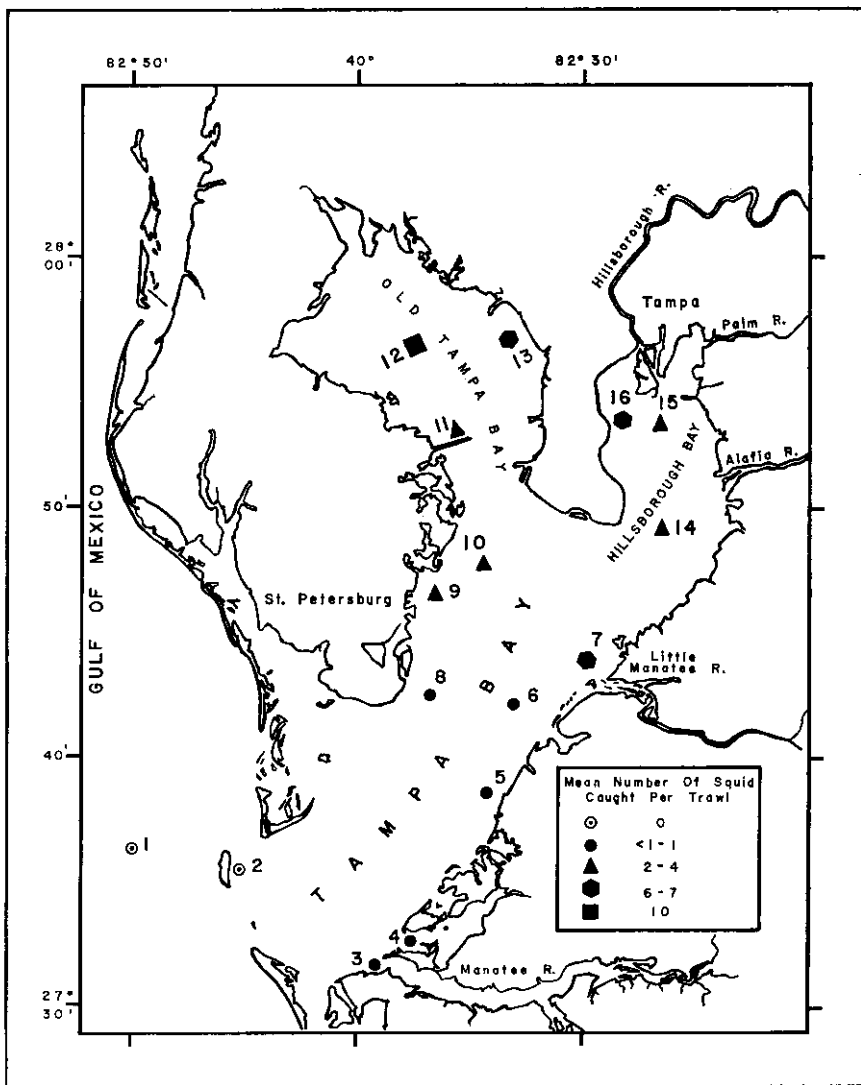 82° 50'
40°
82° 30'
28°
00'
50'
40'
27°
30'
GULF OF MEXICO
Hillsborough R.
Tampa
Palm R.
Alafia R.
OLD TAMPA BAY
HILLSBOROUGH BAY
St. Petersburg
TAMPA BAY
Little
Manatee R.
Manatee R.
1
2
3
4
5
6
7
8
9
10
11
12
13
14
15
16
Mean Number Of Squid
Caught Per Trawl
0
<1-1
2-4
6-7
10